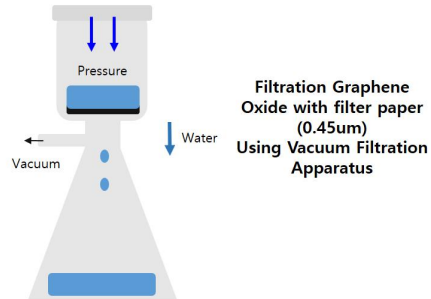 Pressure
Water
Vacuum
Filtration Graphene
Oxide with filter paper
(0.45um)
Using Vacuum Filtration
Apparatus